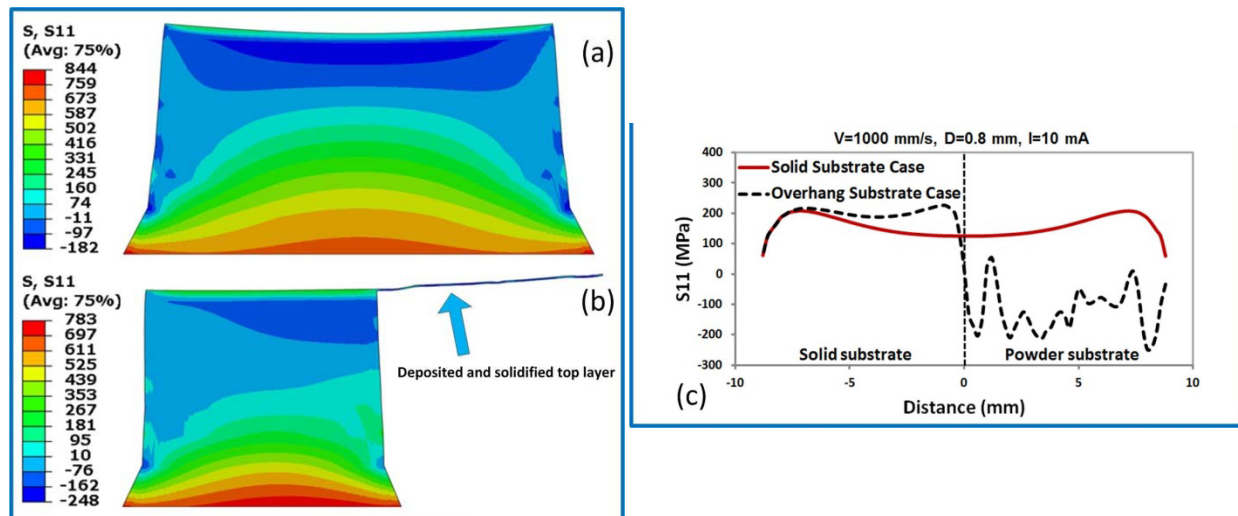 S, S11
(Avg: 75%)
844
759
673
587
502
416
331
245
160
74
-11
-97
-182
(a)
S, S11
(Avg: 75%)
783
697
611
525
439
353
267
181
95
10
-76
-162
-248
(b)
Deposited and solidified top layer
V=1000 mm/s, D=0.8 mm, I=10 mA
400
300
200
100
0
-100
-200
-300
S11 (MPa)
Solid Substrate Case
Overhang Substrate Case
Solid substrate
Powder substrate
-10
-5
0
5
10
Distance (mm)
(c)